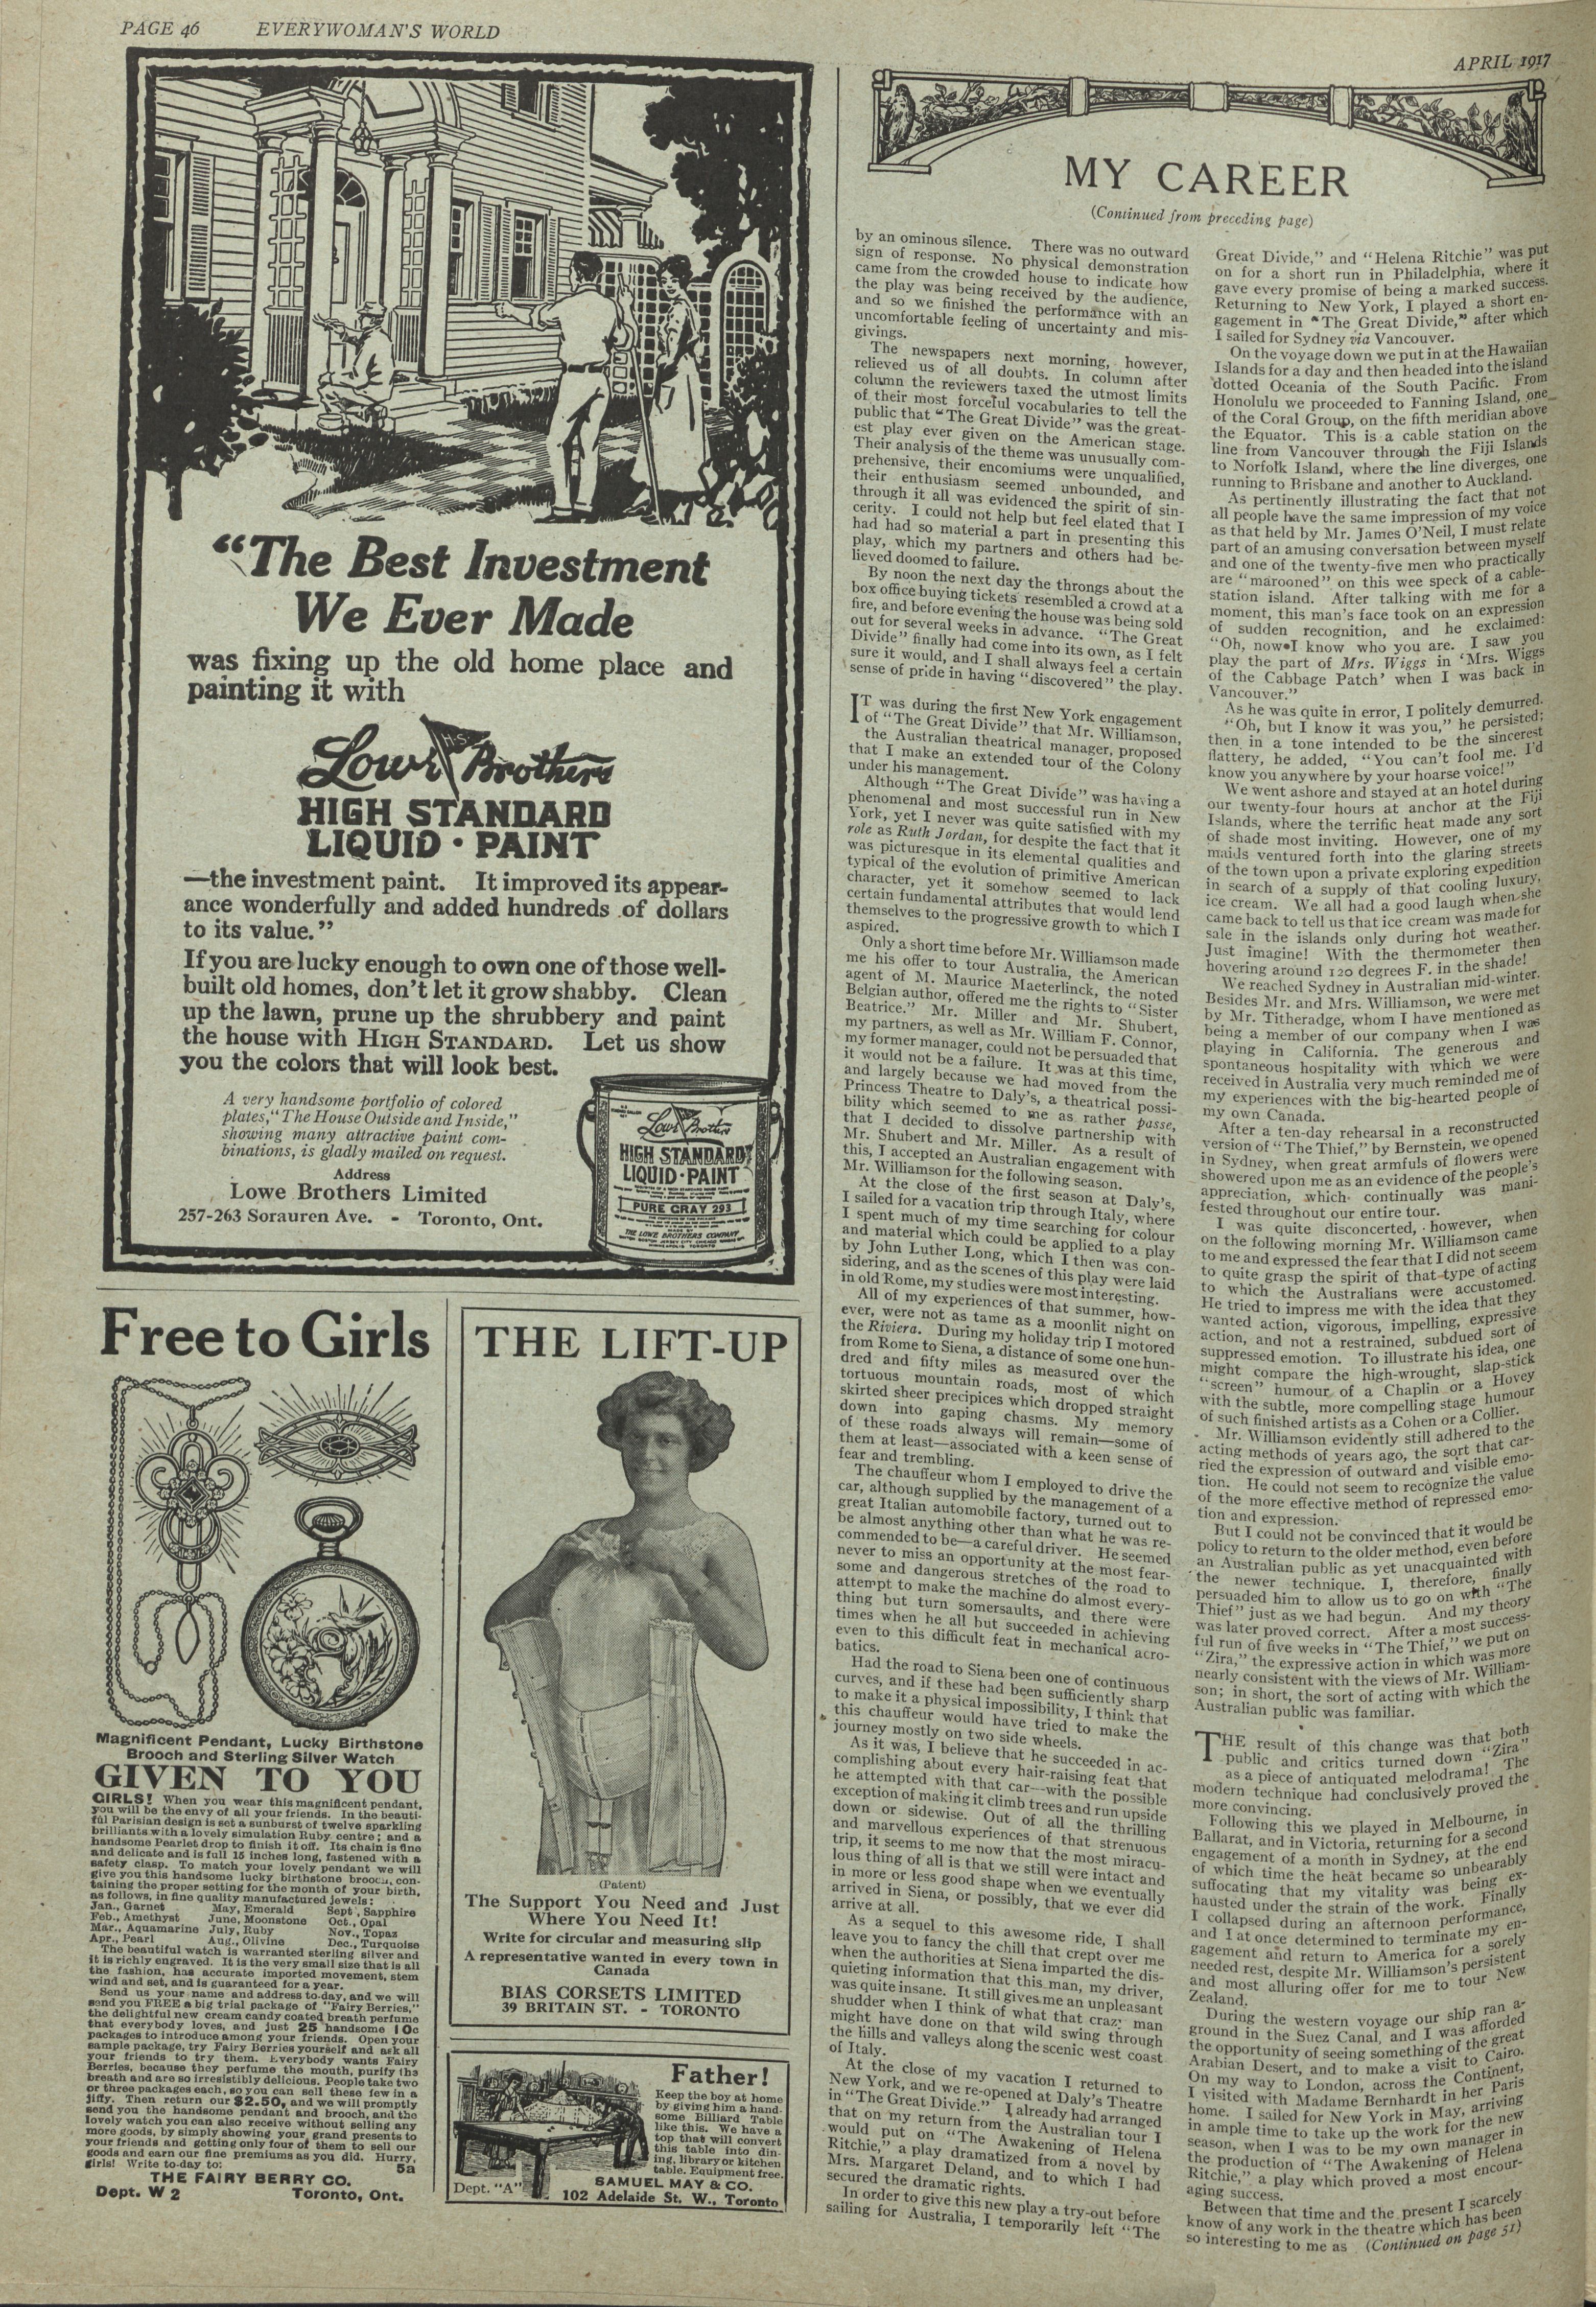 PAGE 46 EVERYWOMAN'S WORLD
APRIL 1917
"The Best Investment
We Ever Made
was fixing up the old home place and
painting it with
Lowe Brothers
H.S.
HIGH STANDARD
LIQUID · PAINT
—the investment paint. It improved its appear-
ance wonderfully and added hundreds of dollars
to its value."
If you are lucky enough to own one of those well-
built old homes, don't let it grow shabby. Clean
up the lawn, prune up the shrubbery and paint
the house with HIGH STANDARD. Let us show
you the colors that will look best.
A very handsome portfolio of colored
plates, "The House Outside and Inside,"
showing many attractive paint com-
binations, is gladly mailed on request.
Address
Lowe Brothers Limited
257-263 Sorauren Ave. - Toronto, Ont.
Lowe Brothers
HIGH STANDARD
LIQUID · PAINT
PURE GRAY 293
THE LOWE BROTHERS COMPANY
Free to Girls
Magnificent Pendant, Lucky Birthstone
Brooch and Sterling Silver Watch
GIVEN TO YOU
GIRLS! When you wear this magnificent pendant,
you will be the envy of all your friends. In the beauti-
ful Parisian design is set a sunburst of twelve sparkling
brilliants with a lovely simulation Ruby centre; and a
handsome Pearlet drop to finish it off. Its chain is fine
and delicate and is full 15 inches long, fastened with a
safety clasp. To match your lovely pendant we will
give you this handsome lucky birthstone brooch, con-
taining the proper setting for the month of your birth,
as follows, in fine quality manufactured jewels:
Jan., Garnet May, Emerald Sept., Sapphire
Feb., Amethyst June, Moonstone Oct., Opal
Mar., Aquamarine July, Ruby Nov., Topaz
Apr., Pearl Aug., Olivine Dec., Turquoise
The beautiful watch is warranted sterling silver and
it is richly engraved. It is the very small size that is all
the fashion, has accurate imported movement, stem
wind and set, and is guaranteed for a year.
Send us your name and address to-day, and we will
send you FREE a big trial package of "Fairy Berries,"
the delightful new cream candy coated breath perfume
that everybody loves, and just 25 handsome 10c
packages to introduce among your friends. Open your
sample package, try Fairy Berries yourself and ask all
your friends to try them. Everybody wants Fairy
Berries, because they perfume the mouth, purify the
breath and are so irresistibly delicious. People take two
or three packages each, so you can sell these few in a
jiffy. Then return our $2.50, and we will promptly
send you the handsome pendant and brooch, and the
lovely watch you can also receive without selling any
more goods, by simply showing your grand presents to
your friends and getting only four of them to sell our
goods and earn our fine premiums as you did. Hurry,
girls! Write to-day to: 5a
THE FAIRY BERRY CO.
Dept. W 2 Toronto, Ont.
THE LIFT-UP
(Patent)
The Support You Need and Just
Where You Need It!
Write for circular and measuring slip
A representative wanted in every town in
Canada
BIAS CORSETS LIMITED
39 BRITAIN ST. - TORONTO
Father!
Keep the boy at home
by giving him a hand-
some Billiard Table
like this. We have a
top that will convert
this table into din-
ing, library or kitchen
table. Equipment free.
SAMUEL MAY & CO.
Dept. "A"
102 Adelaide St. W., Toronto
MY CAREER
(Continued from preceding page)
by an ominous silence. There was no outward
sign of response. No physical demonstration
came from the crowded house to indicate how
the play was being received by the audience,
and so we finished the performance with an
uncomfortable feeling of uncertainty and mis-
givings.
The newspapers next morning, however,
relieved us of all doubts. In column after
column the reviewers taxed the utmost limits
of their most forceful vocabularies to tell the
public that "The Great Divide" was the great-
est play ever given on the American stage.
Their analysis of the theme was unusually com-
prehensive, their encomiums were unqualified,
their enthusiasm seemed unbounded, and
through it all was evidenced the spirit of sin-
cerity. I could not help but feel elated that I
had had so material a part in presenting this
play, which my partners and others had be-
lieved doomed to failure.
By noon the next day the throngs about the
box office buying tickets resembled a crowd at a
fire, and before evening the house was being sold
out for several weeks in advance. "The Great
Divide" finally had come into its own, as I felt
sure it would, and I shall always feel a certain
sense of pride in having "discovered" the play.
IT was during the first New York engagement
of "The Great Divide" that Mr. Williamson,
the Australian theatrical manager, proposed
that I make an extended tour of the Colony
under his management.
Although "The Great Divide" was having a
phenomenal and most successful run in New
York, yet I never was quite satisfied with my
role as Ruth Jordan, for despite the fact that it
was picturesque in its elemental qualities and
typical of the evolution of primitive American
character, yet it somehow seemed to lack
certain fundamental attributes that would lend
themselves to the progressive growth to which I
aspired.
Only a short time before Mr. Williamson made
me his offer to tour Australia, the American
agent of M. Maurice Maeterlinck, the noted
Belgian author, offered me the rights to "Sister
Beatrice." Mr. Miller and Mr. Shubert,
my partners, as well as Mr. William F. Connor,
my former manager, could not be persuaded that
it would not be a failure. It was at this time,
and largely because we had moved from the
Princess Theatre to Daly's, a theatrical possi-
bility which seemed to me as rather passe,
that I decided to dissolve partnership with
Mr. Shubert and Mr. Miller. As a result of
this, I accepted an Australian engagement with
Mr. Williamson for the following season.
At the close of the first season at Daly's,
I sailed for a vacation trip through Italy, where
I spent much of my time searching for colour
and material which could be applied to a play
by John Luther Long, which I then was con-
sidering, and as the scenes of this play were laid
in old Rome, my studies were most interesting.
All of my experiences of that summer, how-
ever, were not as tame as a moonlit night on
the Riviera. During my holiday trip I motored
from Rome to Siena, a distance of some one hun-
dred and fifty miles as measured over the
tortuous mountain roads, most of which
skirted sheer precipices which dropped straight
down into gaping chasms. My memory
of these roads always will remain—some of
them at least—associated with a keen sense of
fear and trembling.
The chauffeur whom I employed to drive the
car, although supplied by the management of a
great Italian automobile factory, turned out to
be almost anything other than what he was re-
commended to be—a careful driver. He seemed
never to miss an opportunity at the most fear-
some and dangerous stretches of the road to
attempt to make the machine do almost every-
thing but turn somersaults, and there were
times when he all but succeeded in achieving
even to this difficult feat in mechanical acro-
batics.
Had the road to Siena been one of continuous
curves, and if these had been sufficiently sharp
to make it a physical impossibility, I think that
this chauffeur would have tried to make the
journey mostly on two side wheels.
As it was, I believe that he succeeded in ac-
complishing about every hair-raising feat that
he attempted with that car—with the possible
exception of making it climb trees and run upside
down or sidewise. Out of all the thrilling
and marvellous experiences of that strenuous
trip, it seems to me now that the most miracu-
lous thing of all is that we still were intact and
in more or less good shape when we eventually
arrived in Siena, or possibly, that we ever did
arrive at all.
As a sequel to this awesome ride, I shall
leave you to fancy the chill that crept over me
when the authorities at Siena imparted the dis-
quieting information that this man, my driver,
was quite insane. It still gives me an unpleasant
shudder when I think of what that crazy man
might have done on that wild swing through
the hills and valleys along the scenic west coast
of Italy.
At the close of my vacation I returned to
New York, and we re-opened at Daly's Theatre
in "The Great Divide." I already had arranged
that on my return from the Australian tour I
would put on "The Awakening of Helena
Ritchie," a play dramatized from a novel by
Mrs. Margaret Deland, and to which I had
secured the dramatic rights.
In order to give this new play a try-out before
sailing for Australia, I temporarily left "The
Great Divide," and "Helena Ritchie" was put
on for a short run in Philadelphia, where it
gave every promise of being a marked success.
Returning to New York, I played a short en-
gagement in "The Great Divide," after which
I sailed for Sydney via Vancouver.
On the voyage down we put in at the Hawaiian
Islands for a day and then headed into the island
dotted Oceania of the South Pacific. From
Honolulu we proceeded to Fanning Island, one
of the Coral Group, on the fifth meridian above
the Equator. This is a cable station on the
line from Vancouver through the Fiji Islands
to Norfolk Island, where the line diverges, one
running to Brisbane and another to Auckland.
As pertinently illustrating the fact that not
all people have the same impression of my voice
as that held by Mr. James O'Neil, I must relate
part of an amusing conversation between myself
and one of the twenty-five men who practically
are "marooned" on this wee speck of a cable-
station island. After talking with me for a
moment, this man's face took on an expression
of sudden recognition, and he exclaimed:
"Oh, now I know who you are. I saw you
play the part of Mrs. Wiggs in 'Mrs. Wiggs
of the Cabbage Patch' when I was back in
Vancouver."
As he was quite in error, I politely demurred.
"Oh, but I know it was you," he persisted;
then in a tone intended to be the sincerest
flattery, he added, "You can't fool me. I'd
know you anywhere by your hoarse voice!"
We went ashore and stayed at an hotel during
our twenty-four hours at anchor at the Fiji
Islands, where the terrific heat made any sort
of shade most inviting. However, one of my
maids ventured forth into the glaring streets
of the town upon a private exploring expedition
in search of a supply of that cooling luxury,
ice cream. We all had a good laugh when she
came back to tell us that ice cream was made for
sale in the islands only during hot weather.
Just imagine! With the thermometer then
hovering around 120 degrees F. in the shade!
We reached Sydney in Australian mid-winter.
Besides Mr. and Mrs. Williamson, we were met
by Mr. Titheradge, whom I have mentioned as
being a member of our company when I was
playing in California. The generous and
spontaneous hospitality with which we were
received in Australia very much reminded me of
my experiences with the big-hearted people of
my own Canada.
After a ten-day rehearsal in a reconstructed
version of "The Thief," by Bernstein, we opened
in Sydney, when great armfuls of flowers were
showered upon me as an evidence of the people's
appreciation, which continually was mani-
fested throughout our entire tour.
I was quite disconcerted, however, when
on the following morning Mr. Williamson came
to me and expressed the fear that I did not seeem
to quite grasp the spirit of that type of acting
to which the Australians were accustomed.
He tried to impress me with the idea that they
wanted action, vigorous, impelling, expressive
action, and not a restrained, subdued sort of
suppressed emotion. To illustrate his idea, one
might compare the high-wrought, slap-stick
"screen" humour of a Chaplin or a Hovey
with the subtle, more compelling stage humour
of such finished artists as a Cohen or a Collier.
Mr. Williamson evidently still adhered to the
acting methods of years ago, the sort that car-
ried the expression of outward and visible emo-
tion. He could not seem to recognize the value
of the more effective method of repressed emo-
tion and expression.
But I could not be convinced that it would be
policy to return to the older method, even before
an Australian public as yet unacquainted with
the newer technique. I, therefore, finally
persuaded him to allow us to go on with "The
Thief" just as we had begun. And my theory
was later proved correct. After a most success-
ful run of five weeks in "The Thief," we put on
"Zira," the expressive action in which was more
nearly consistent with the views of Mr. William-
son; in short, the sort of acting with which the
Australian public was familiar.
THE result of this change was that both
public and critics turned down "Zira"
as a piece of antiquated melodrama! The
modern technique had conclusively proved the
more convincing.
Following this we played in Melbourne, in
Ballarat, and in Victoria, returning for a second
engagement of a month in Sydney, at the end
of which time the heat became so unbearably
suffocating that my vitality was being ex-
hausted under the strain of the work. Finally
I collapsed during an afternoon performance,
and I at once determined to terminate my en-
gagement and return to America for a sorely
needed rest, despite Mr. Williamson's persistent
and most alluring offer for me to tour New
Zealand.
During the western voyage our ship ran a-
ground in the Suez Canal, and I was afforded
the opportunity of seeing something of the great
Arabian Desert, and to make a visit to Cairo.
On my way to London, across the Continent,
I visited with Madame Bernhardt in her Paris
home. I sailed for New York in May, arriving
in ample time to take up the work for the new
season, when I was to be my own manager in
the production of "The Awakening of Helena
Ritchie," a play which proved a most encour-
aging success.
Between that time and the present I scarcely
know of any work in the theatre which has been
so interesting to me as (Continued on page 51)